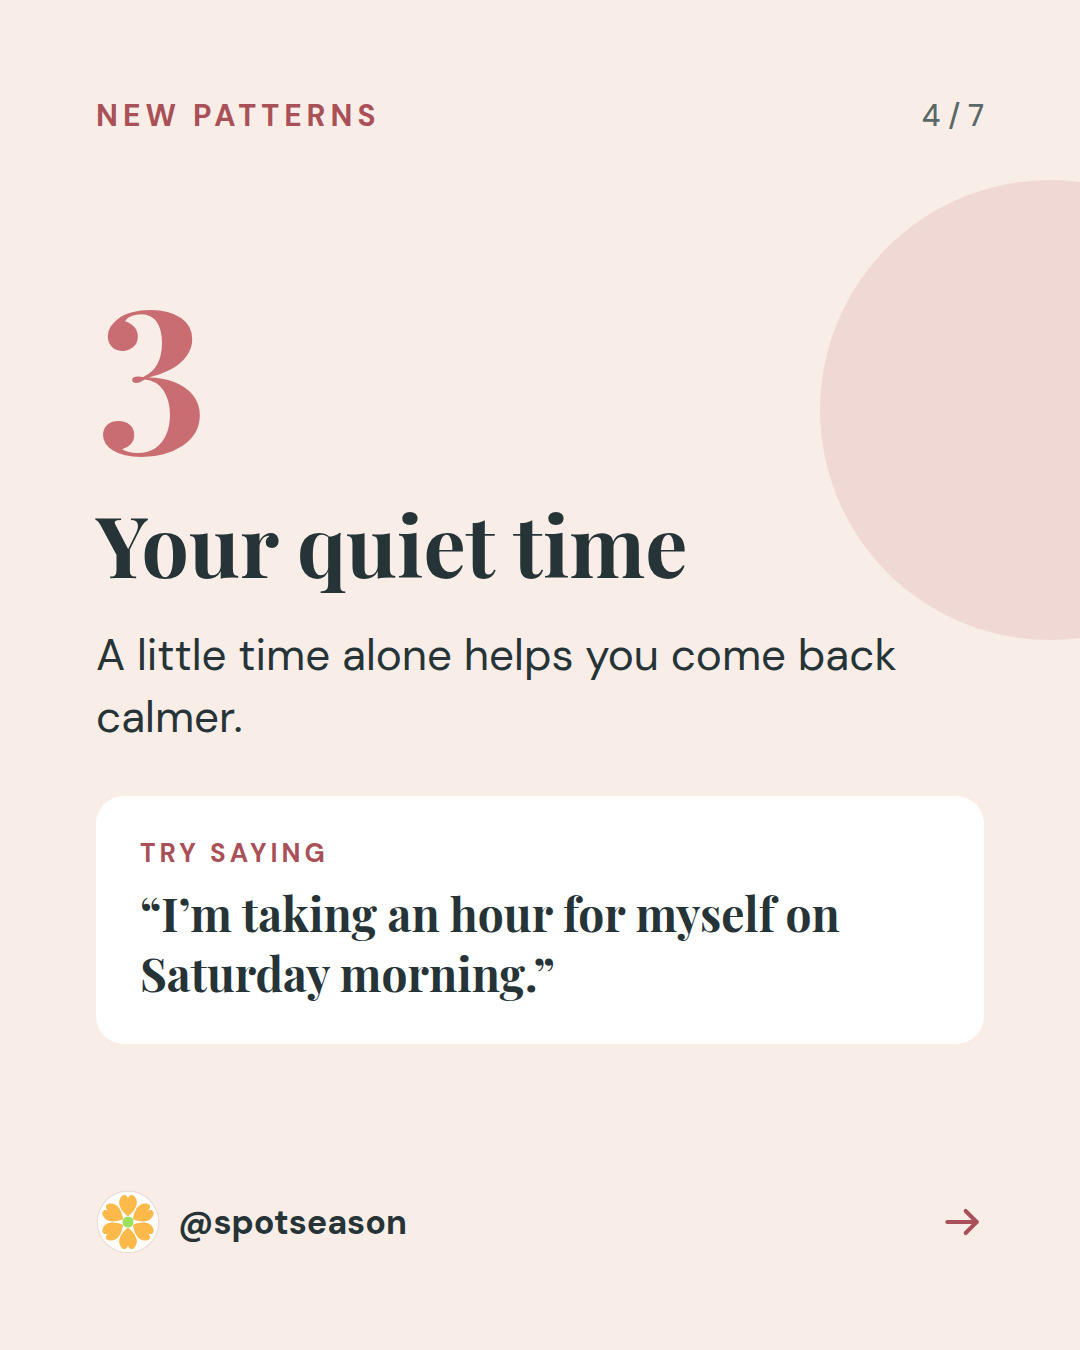 NEW PATTERNS
4 / 7
3
Your quiet time
A little time alone helps you come back
calmer.
TRY SAYING
“I’m taking an hour for myself on
Saturday morning.”
@spotseason